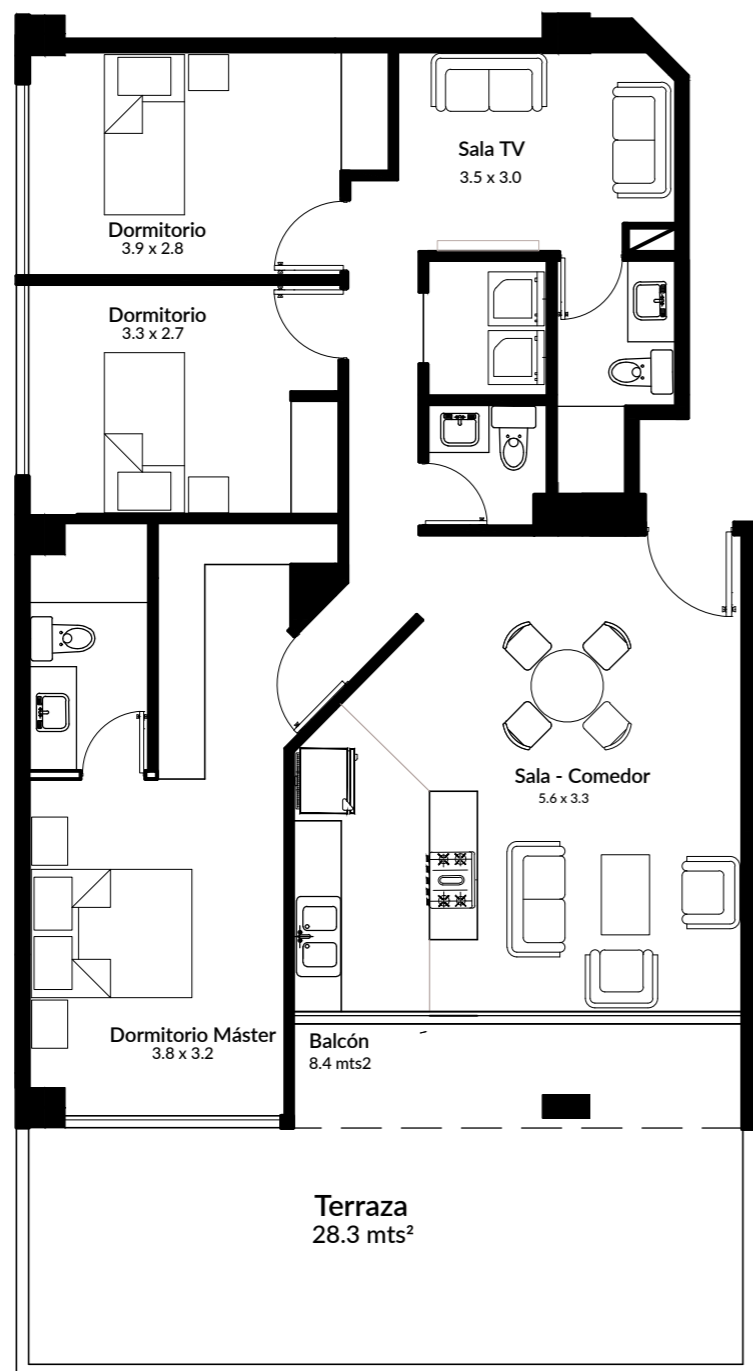 Sala TV
3.5 x 3.0
Dormitorio
3.9 x 2.8
Dormitorio
3.3 x 2.7
Sala - Comedor
5.6 x 3.3
Dormitorio Máster
3.8 x 3.2
Balcón
8.4 mts2
Terraza
28.3 mts²